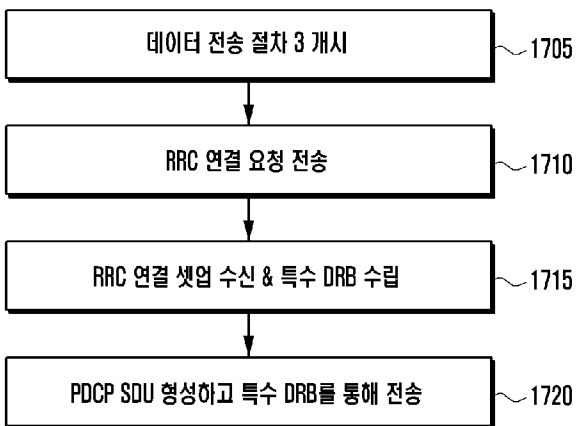 데이터 전송 절차 3 개시
1705
RRC 연결 요청 전송
1710
RRC 연결 셋업 수신 & 특수 DRB 수립
1715
PDCP SDU 형성하고 특수 DRB를 통해 전송
1720